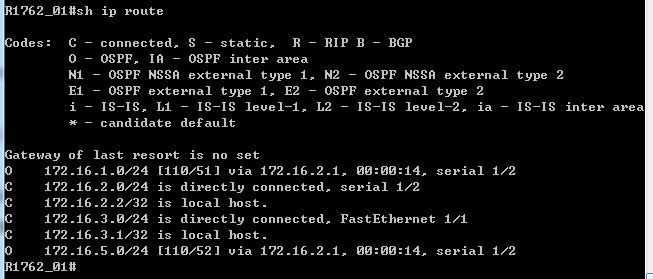 R1762_01#sh ip route
Codes:  C - connected, S - static,  R - RIP B - BGP
O - OSPF, IA - OSPF inter area
N1 - OSPF NSSA external type 1, N2 - OSPF NSSA external type 2
E1 - OSPF external type 1, E2 - OSPF external type 2
i - IS-IS, L1 - IS-IS level-1, L2 - IS-IS level-2, ia - IS-IS inter area
* - candidate default
Gateway of last resort is no set
O    172.16.1.0/24 [110/51] via 172.16.2.1, 00:00:14, serial 1/2
C    172.16.2.0/24 is directly connected, serial 1/2
C    172.16.2.2/32 is local host.
C    172.16.3.0/24 is directly connected, FastEthernet 1/1
C    172.16.3.1/32 is local host.
O    172.16.5.0/24 [110/52] via 172.16.2.1, 00:00:14, serial 1/2
R1762_01#